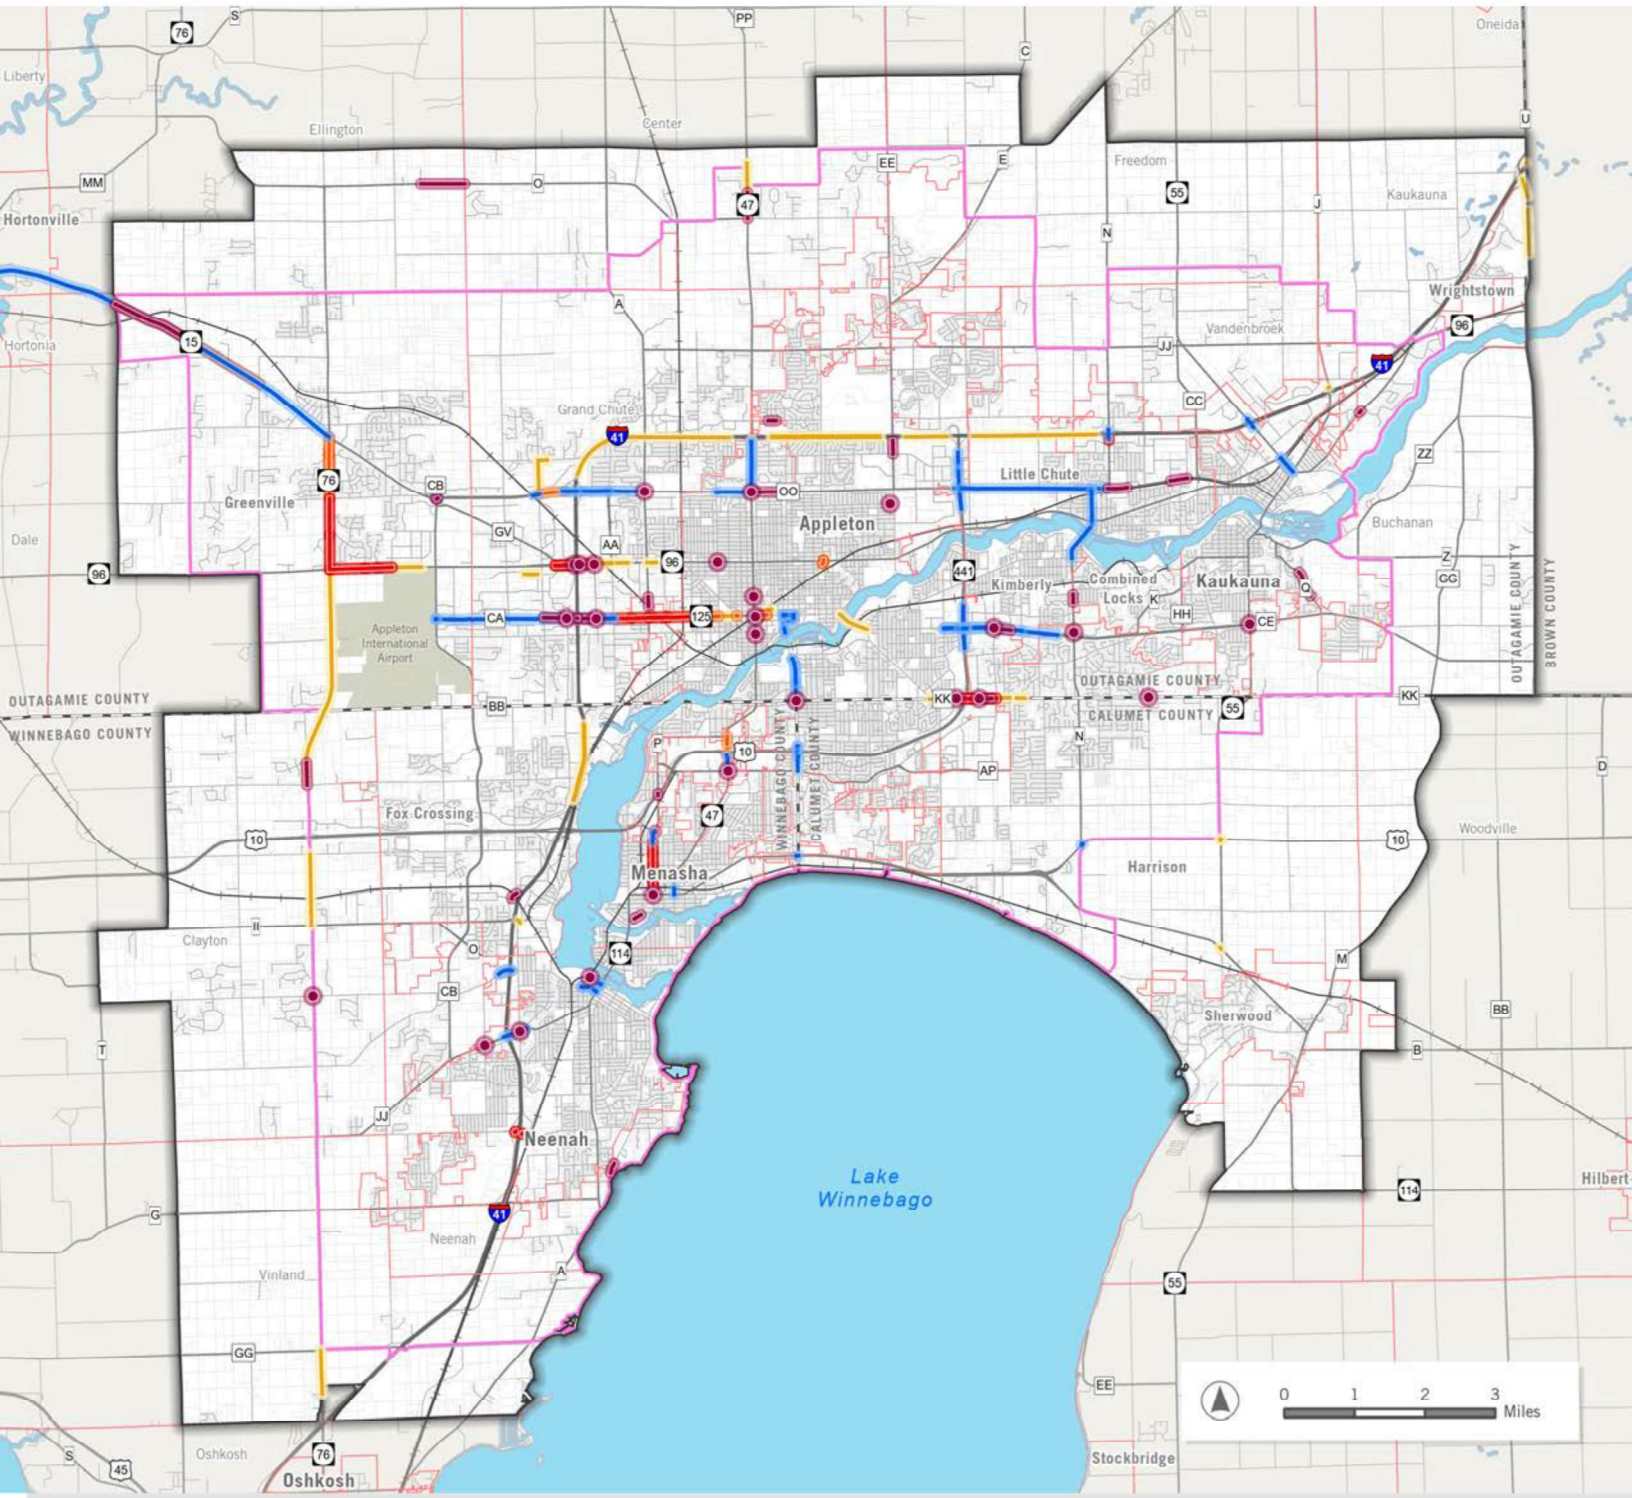 S
76
PP
Oneida
C
Liberty
U
Ellington
Center
EE
E
Freedom
MM
O
55
Kaukauna
47
J
Hortonville
N
Wrightstown
A
96
Vandenbroek
15
Hortonia
JJ
41
CC
Grand Chute
41
ZZ
Little Chute
76
CB
OO
Greenville
Appleton
Buchanan
GV
Dale
AA
96
Z
96
441
Kimberly
Combined
Locks
Kaukauna
GG
K
Q
HH
CA
125
CE
Appleton
International
Airport
OUTAGAMIE COUNTY
BROWN COUNTY
OUTAGAMIE COUNTY
KK
OUTAGAMIE COUNTY
KK
BB
CALUMET COUNTY
55
WINNEBAGO COUNTY
P
10
N
WINNEBAGO COUNTY
CALUMET COUNTY
AP
D
Fox Crossing
47
10
Woodville
10
Menasha
Harrison
II
Clayton
O
114
M
CB
Sherwood
BB
T
B
JJ
Neenah
Lake
Winnebago
Hilbert
114
G
41
Neenah
Vinland
A
55
GG
EE
0 1 2 3
Miles
Oshkosh
76
S
45
Stockbridge
Oshkosh